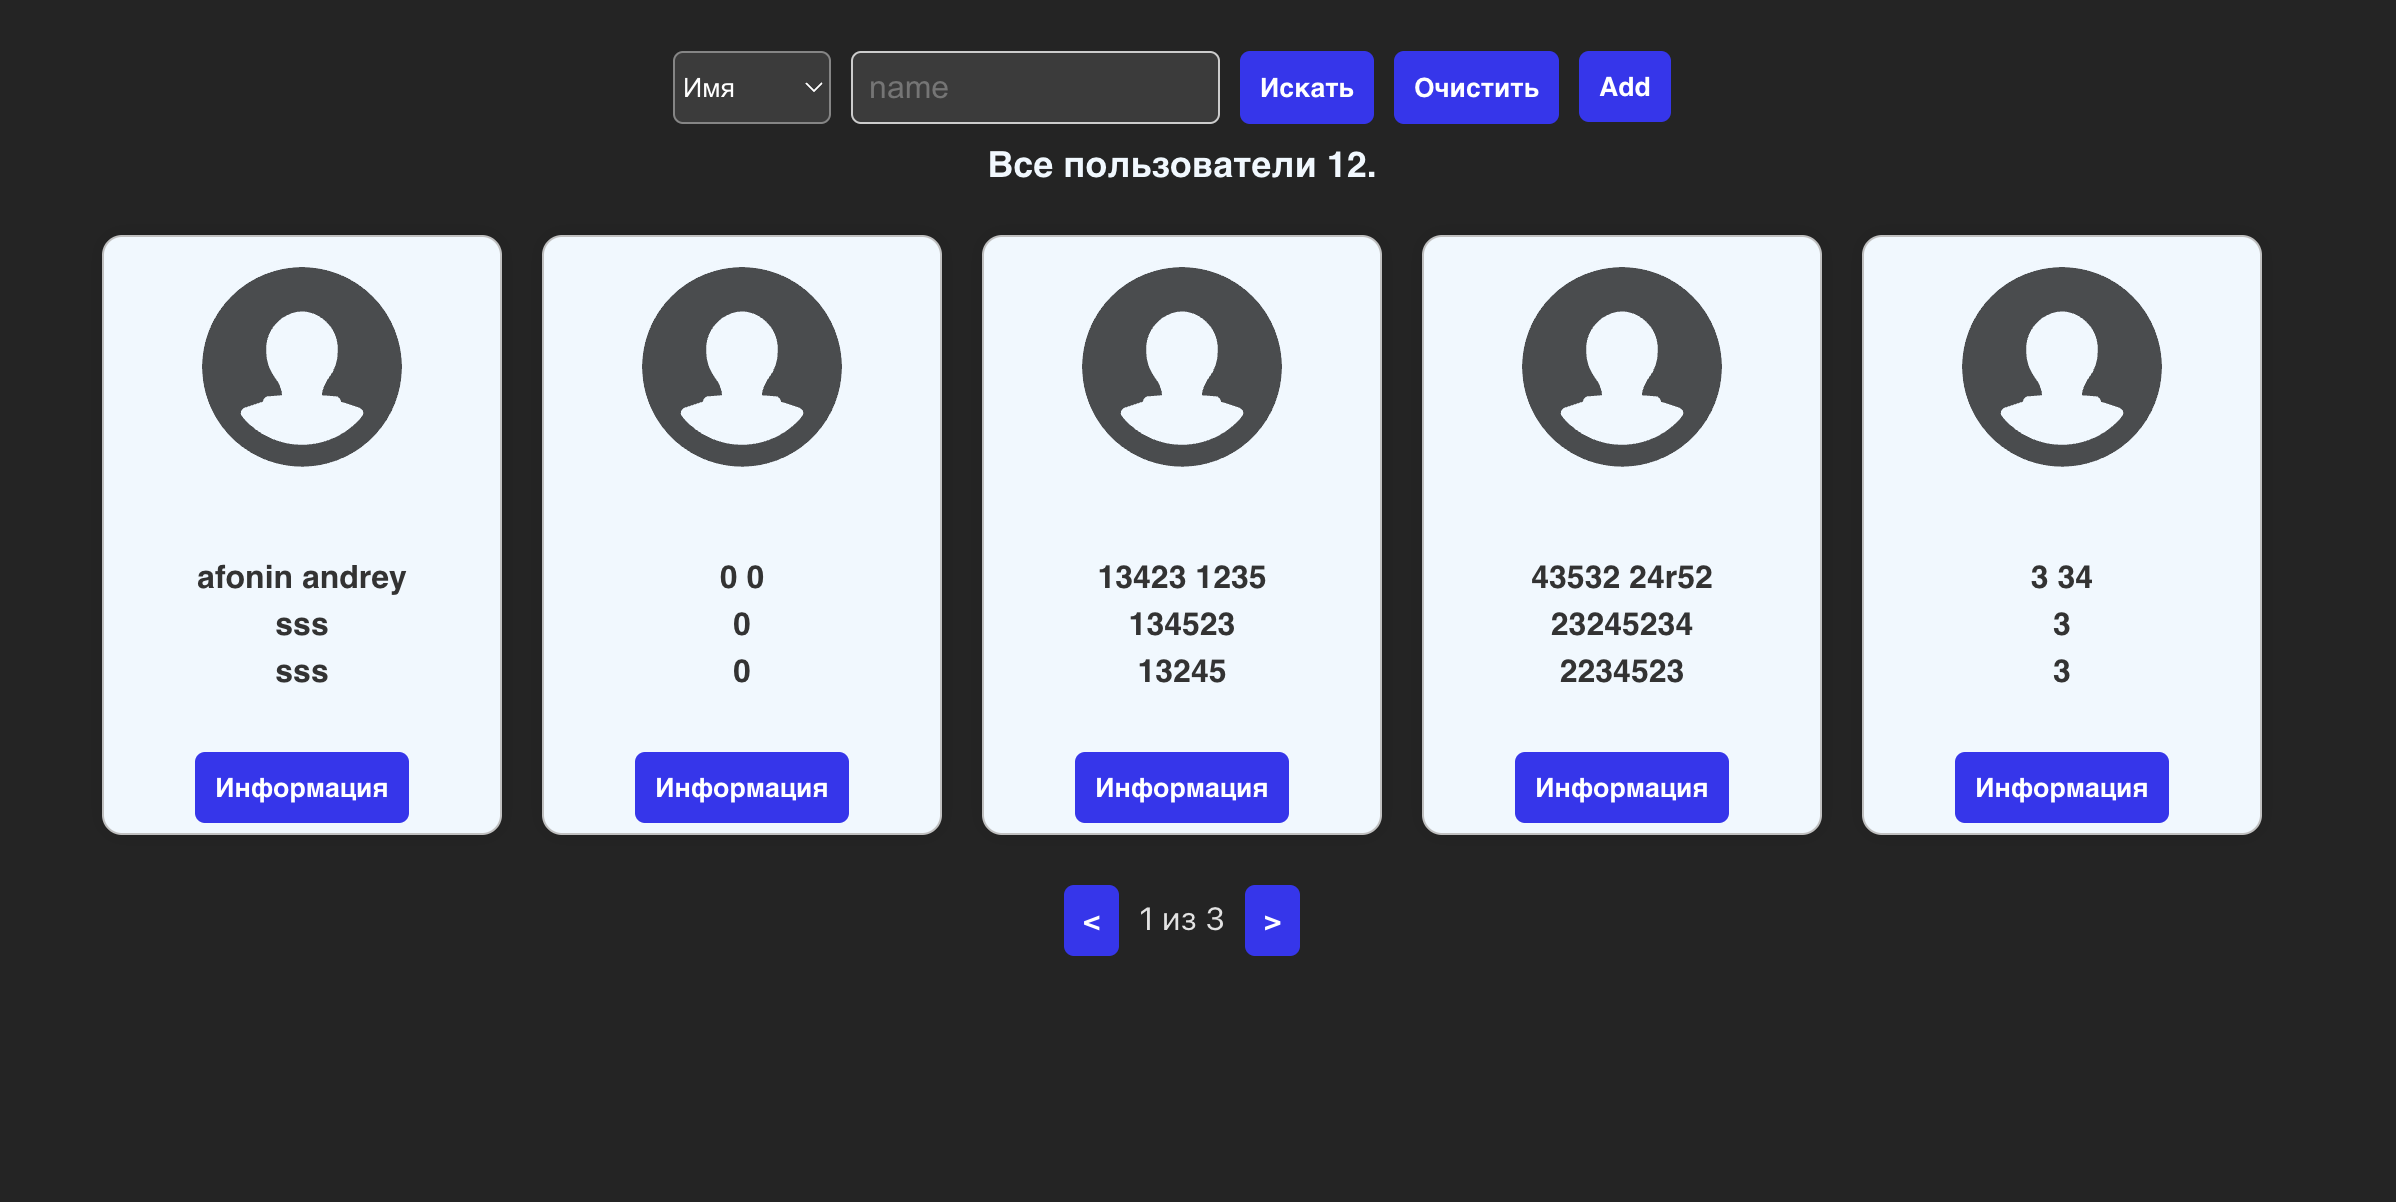 Имя name Искать Очистить Add
Все пользователи 12.
afonin andrey
sss
sss
Информация
0 0
0
0
Информация
13423 1235
134523
13245
Информация
43532 24r52
23245234
2234523
Информация
3 34
3
3
Информация
< 1 из 3 >